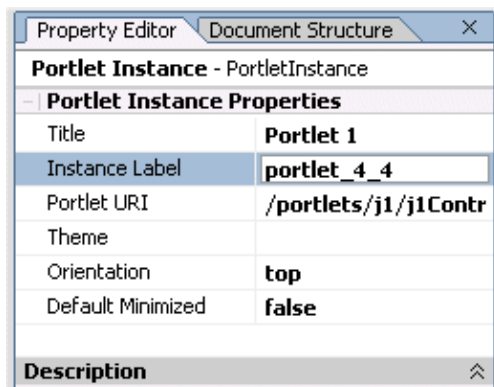 Property Editor Document Structure
Portlet Instance - PortletInstance
Portlet Instance Properties
Title Portlet 1
Instance Label portlet_4_4
Portlet URI /portlets/j1/j1Contr
Theme
Orientation top
Default Minimized false
Description